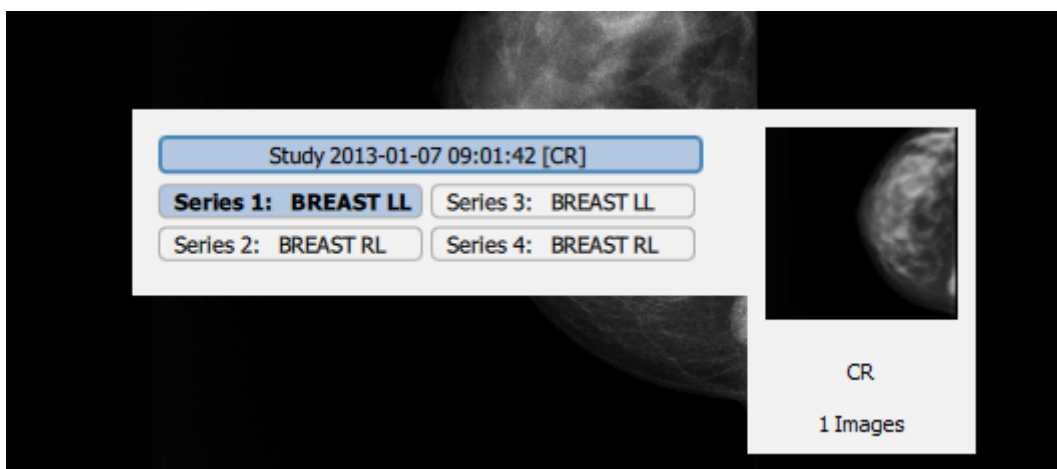 Study 2013-01-07 09:01:42 [CR]
Series 1: BREAST LL Series 3: BREAST LL
Series 2: BREAST RL Series 4: BREAST RL
CR
1 Images